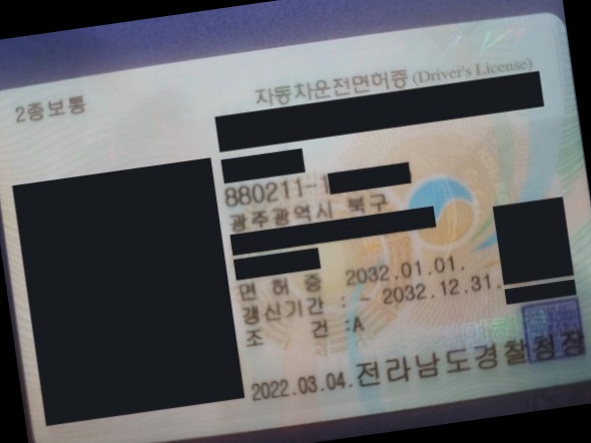 2종보통
자동차운전면허증 (Driver's License)
880211-1
광주광역시 북구
면 허 증 2032.01.01.
갱신기간 : ~ 2032.12.31.
조 건 :A
2022.03.04. 전라남도경찰청장